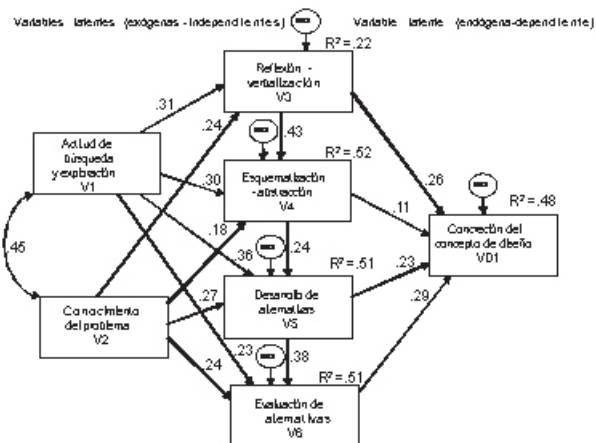 Variables latentes (exógenas - independientes)
Variable latente (endógena-dependiente)
R²=.22
Reflexión -
verbalización
V3
.31
.24
.43
Actitud de
búsqueda
y exploración
V1
R²=.52
.30
Esquematización
- abstracción
V4
.26
R²=.48
.11
.18
.45
.36
.24
Concreción del
concepto de diseño
VD1
R²=.51
.23
.27
Desarrollo de
alternativas
V5
.29
Conocimiento
del problema
V2
.24
.23
.38
R²=.51
Evaluación de
alternativas
V6